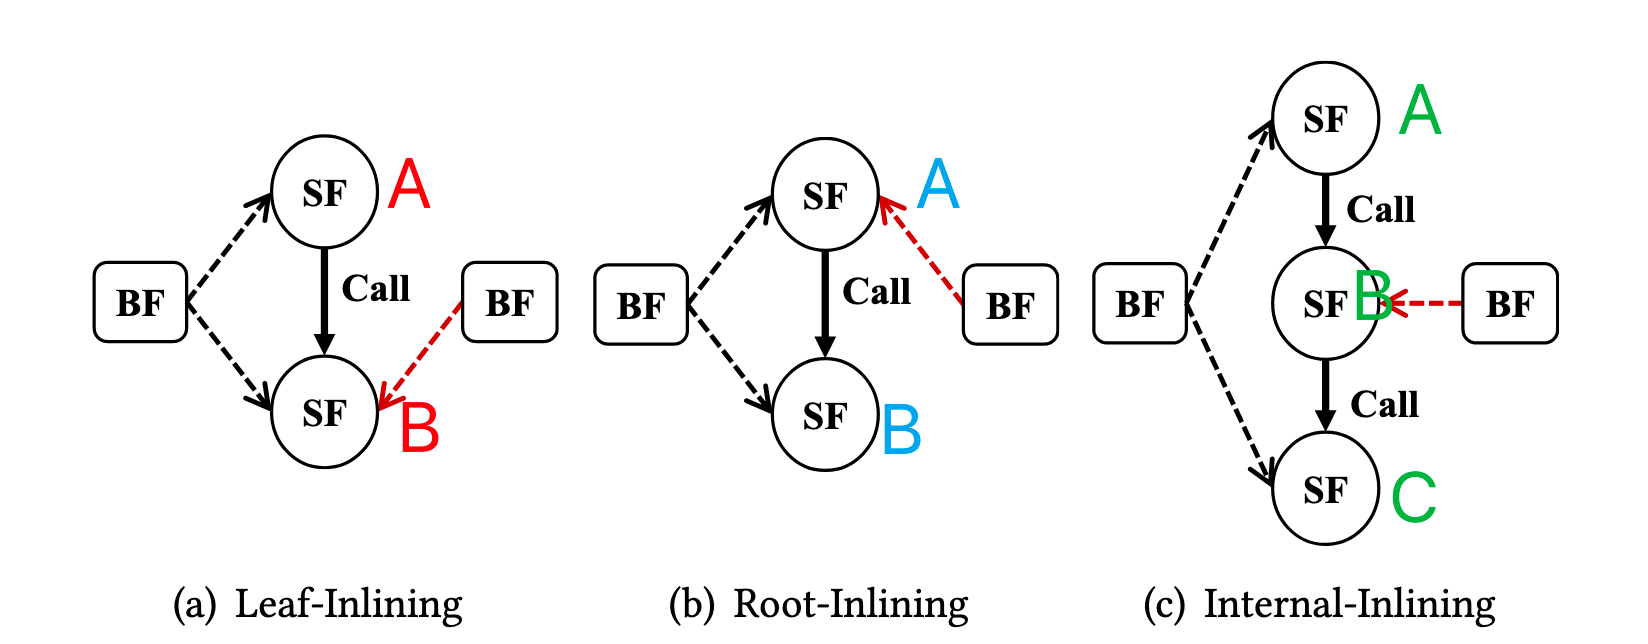 SF A
Call
BF BF
SF B
(a) Leaf-Inlining
SF A
Call
BF BF
SF B
(b) Root-Inlining
SF A
Call
BF SF B BF
Call
SF C
(c) Internal-Inlining